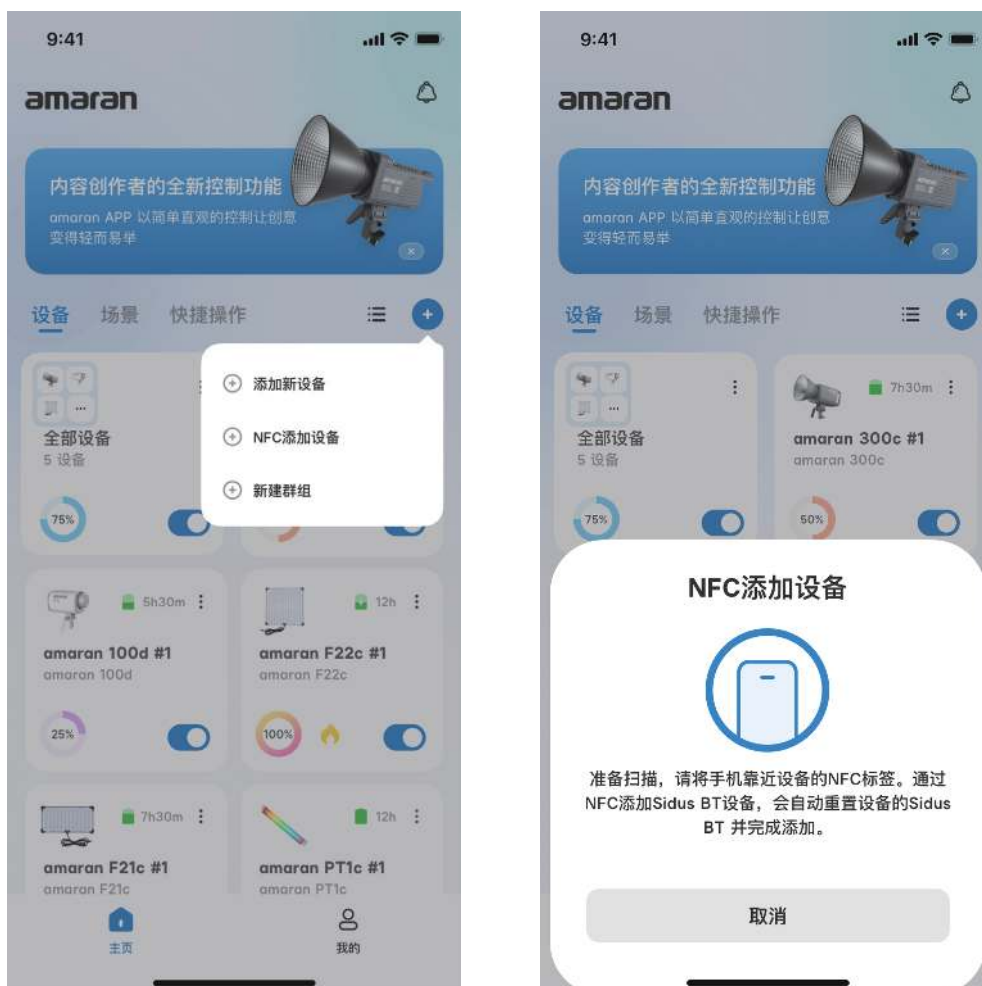 9:41
amaran
内容创作者的全新控制功能
amaran APP 以简单直观的控制让创意
变得轻而易举
设备 场景 快捷操作
添加新设备
全部设备
NFC添加设备
5 设备
新建群组
75%
5h30m
12h
amaran 100d #1
amaran F22c #1
amaran 100d
amaran F22c
25%
100%
7h30m
12h
amaran F21c #1
amaran PT1c #1
amaran F21c
amaran PT1c
主页
我的
9:41
amaran
内容创作者的全新控制功能
amaran APP 以简单直观的控制让创意
变得轻而易举
设备 场景 快捷操作
7h30m
全部设备
amaran 300c #1
5 设备
amaran 300c
75%
50%
NFC添加设备
准备扫描，请将手机靠近设备的NFC标签。通过
NFC添加Sidus BT设备，会自动重置设备的Sidus
BT 并完成添加。
取消